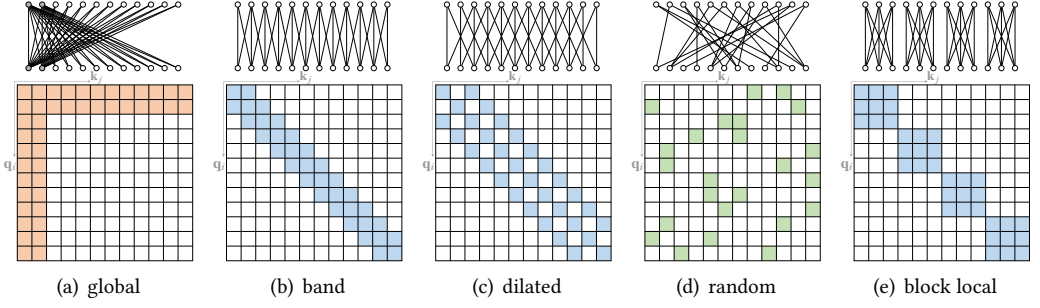 k_j k_j k_j k_j k_j
q_i q_i q_i q_i q_i
(a) global (b) band (c) dilated (d) random (e) block local